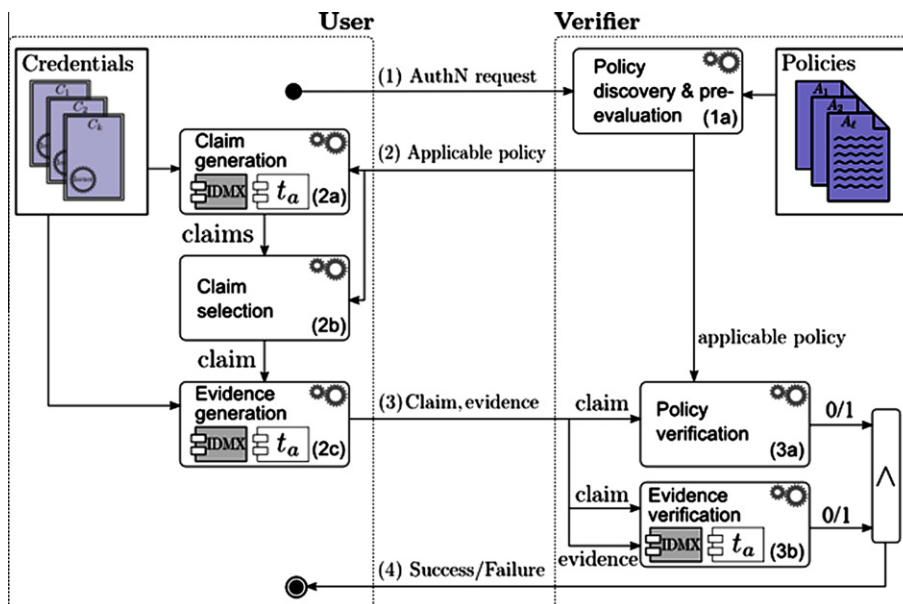 User
Verifier
Credentials
C₁
C₂
Cₖ
(1) AuthN request
Policy
discovery & pre-
evaluation
(1a)
Policies
A₁
A₂
Aℓ
Claim
generation
IDMX
tₐ
(2a)
(2) Applicable policy
claims
Claim
selection
(2b)
claim
applicable policy
Evidence
generation
IDMX
tₐ
(2c)
(3) Claim, evidence
claim
Policy
verification
(3a)
0/1
∧
claim
evidence
Evidence
verification
IDMX
tₐ
(3b)
0/1
(4) Success/Failure